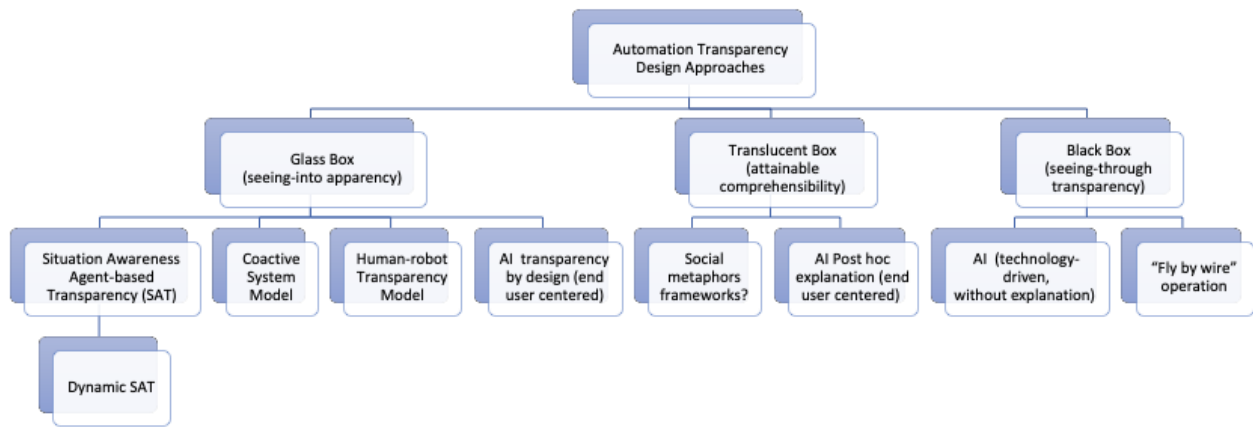 Automation Transparency
Design Approaches
Glass Box
(seeing-into apparency)
Translucent Box
(attainable
comprehensibility)
Black Box
(seeing-through
transparency)
Situation Awareness
Agent-based
Transparency (SAT)
Coactive
System
Model
Human-robot
Transparency
Model
AI transparency
by design (end
user centered)
Social
metaphors
frameworks?
AI Post hoc
explanation (end
user centered)
AI (technology-
driven,
without explanation)
“Fly by wire”
operation
Dynamic SAT